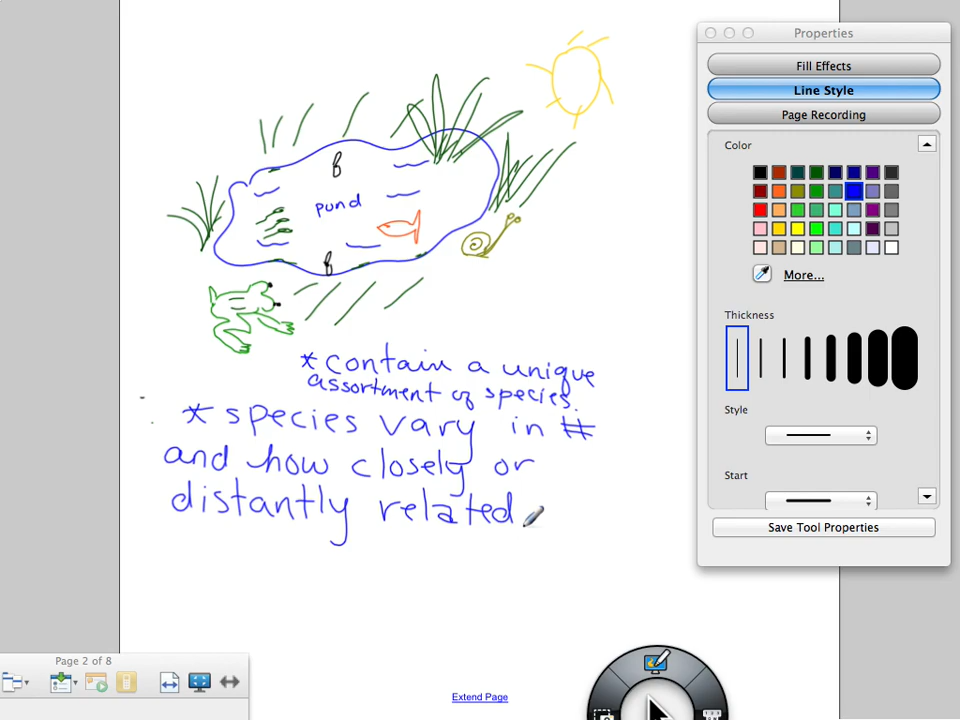 Properties
Fill Effects
Line Style
Page Recording
Color
More...
Thickness
Style
Start
Save Tool Properties
pond
B
B
*contain a unique
assortment of species.
* species vary in #
and how closely or
distantly related
Page 2 of 8
Extend Page